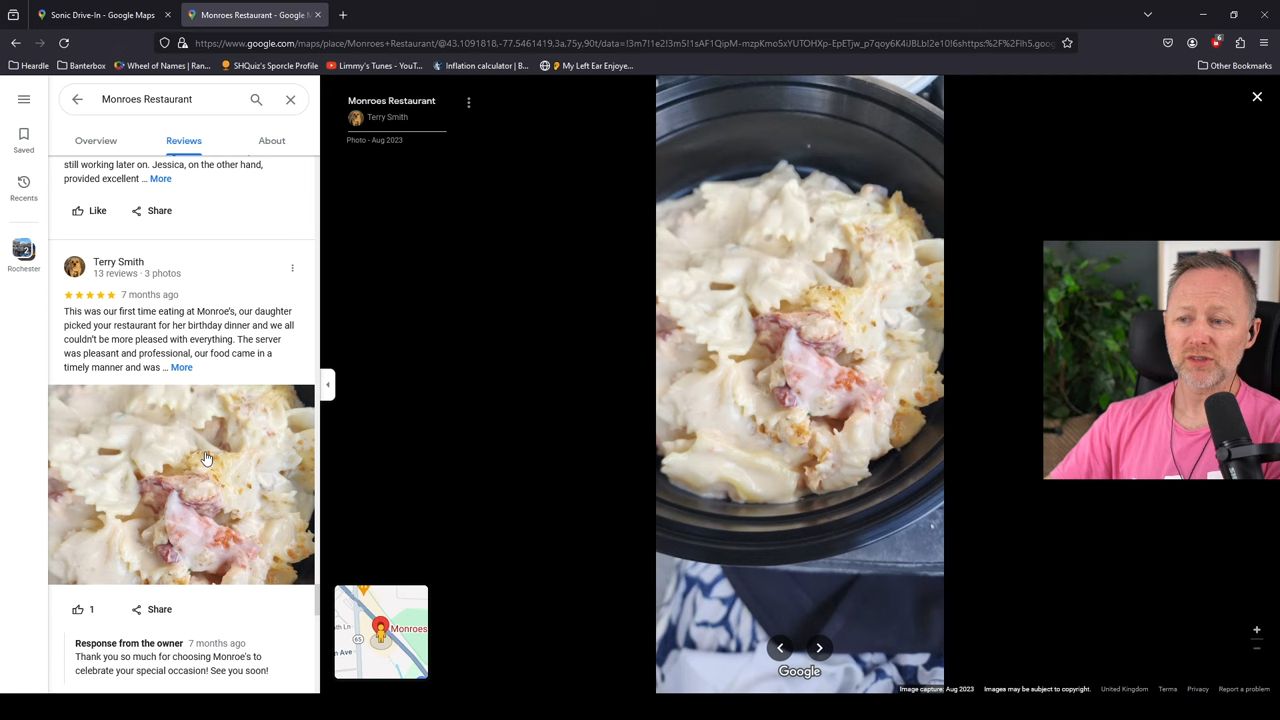 Sonic Drive-In - Google Maps
Monroes Restaurant - Google M
https://www.google.com/maps/place/Monroes+Restaurant/
Heardle
Banterbox
Wheel of Names | Ran...
SHQuiz's Sporcle Profile
Limmy's Tunes - YouT...
Inflation calculator | B...
My Left Ear Enjoye...
Other Bookmarks
6
Monroes Restaurant
Saved
Recents
2
Rochester
Overview
Reviews
About
still working later on. Jessica, on the other hand,
provided excellent ... More
Like
Share
Terry Smith
13 reviews · 3 photos
7 months ago
This was our first time eating at Monroe's, our daughter
picked your restaurant for her birthday dinner and we all
couldn't be more pleased with everything. The server
was pleasant and professional, our food came in a
timely manner and was ... More
1
Share
Response from the owner 7 months ago
Thank you so much for choosing Monroe's to
celebrate your special occasion! See you soon!
Monroes Restaurant
Terry Smith
Photo - Aug 2023
Monroes
65
Google
Image capture: Aug 2023 Images may be subject to copyright. United Kingdom Terms Privacy Report a problem